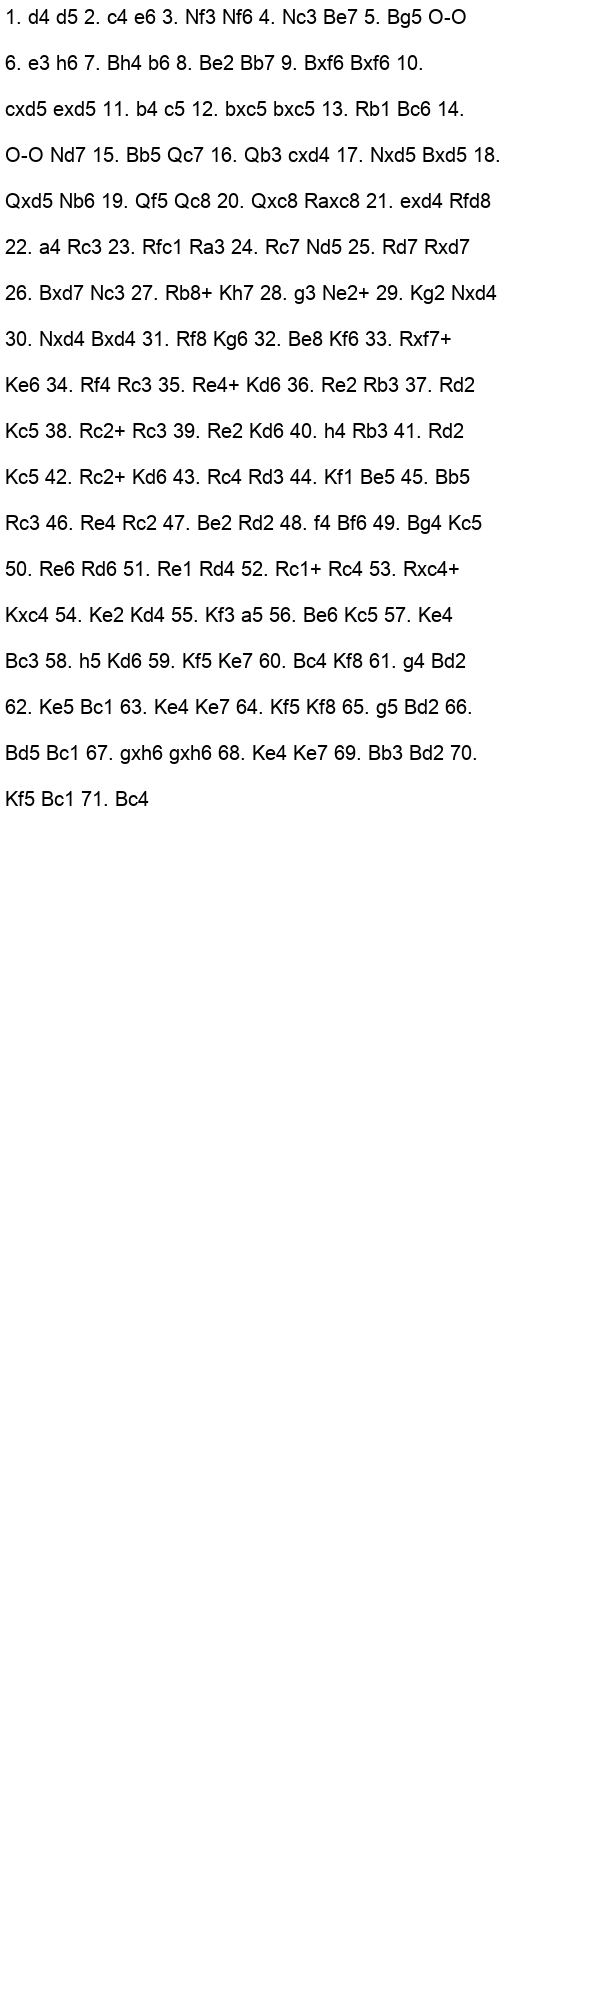 1. d4 d5 2. c4 e6 3. Nf3 Nf6 4. Nc3 Be7 5. Bg5 O-O
6. e3 h6 7. Bh4 b6 8. Be2 Bb7 9. Bxf6 Bxf6 10.
cxd5 exd5 11. b4 c5 12. bxc5 bxc5 13. Rb1 Bc6 14.
O-O Nd7 15. Bb5 Qc7 16. Qb3 cxd4 17. Nxd5 Bxd5 18.
Qxd5 Nb6 19. Qf5 Qc8 20. Qxc8 Raxc8 21. exd4 Rfd8
22. a4 Rc3 23. Rfc1 Ra3 24. Rc7 Nd5 25. Rd7 Rxd7
26. Bxd7 Nc3 27. Rb8+ Kh7 28. g3 Ne2+ 29. Kg2 Nxd4
30. Nxd4 Bxd4 31. Rf8 Kg6 32. Be8 Kf6 33. Rxf7+
Ke6 34. Rf4 Rc3 35. Re4+ Kd6 36. Re2 Rb3 37. Rd2
Kc5 38. Rc2+ Rc3 39. Re2 Kd6 40. h4 Rb3 41. Rd2
Kc5 42. Rc2+ Kd6 43. Rc4 Rd3 44. Kf1 Be5 45. Bb5
Rc3 46. Re4 Rc2 47. Be2 Rd2 48. f4 Bf6 49. Bg4 Kc5
50. Re6 Rd6 51. Re1 Rd4 52. Rc1+ Rc4 53. Rxc4+
Kxc4 54. Ke2 Kd4 55. Kf3 a5 56. Be6 Kc5 57. Ke4
Bc3 58. h5 Kd6 59. Kf5 Ke7 60. Bc4 Kf8 61. g4 Bd2
62. Ke5 Bc1 63. Ke4 Ke7 64. Kf5 Kf8 65. g5 Bd2 66.
Bd5 Bc1 67. gxh6 gxh6 68. Ke4 Ke7 69. Bb3 Bd2 70.
Kf5 Bc1 71. Bc4